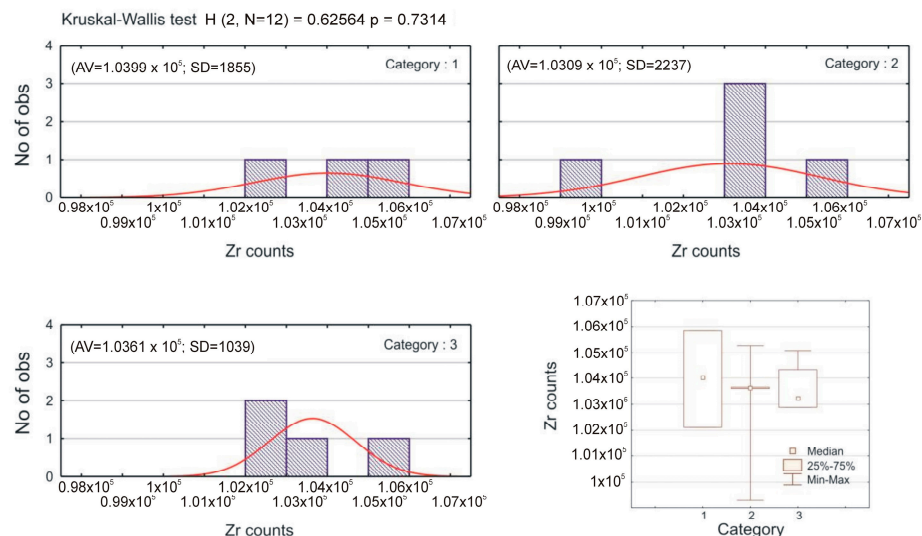 Kruskal-Wallis test H (2, N=12) = 0.62564 p = 0.7314
(AV=1.0399 x 10⁵; SD=1855)
Category : 1
No of obs
4
3
2
1
0
0.98x10⁵ 1x10⁵ 1.02x10⁵ 1.04x10⁵ 1.06x10⁵
0.99x10⁵ 1.01x10⁵ 1.03x10⁵ 1.05x10⁵ 1.07x10⁵
Zr counts
(AV=1.0309 x 10⁵; SD=2237)
Category : 2
4
3
2
1
0
0.98x10⁵ 1x10⁵ 1.02x10⁵ 1.04x10⁵ 1.06x10⁵
0.99x10⁵ 1.01x10⁵ 1.03x10⁵ 1.05x10⁵ 1.07x10⁵
Zr counts
(AV=1.0361 x 10⁵; SD=1039)
Category : 3
No of obs
4
3
2
1
0
0.98x10⁵ 1x10⁵ 1.02x10⁵ 1.04x10⁵ 1.06x10⁵
0.99x10⁵ 1.01x10⁵ 1.03x10⁵ 1.05x10⁵ 1.07x10⁵
Zr counts
Zr counts
1.07x10⁵
1.06x10⁵
1.05x10⁵
1.04x10⁵
1.03x10⁵
1.02x10⁵
1.01x10⁵
1x10⁵
Median
25%-75%
Min-Max
1 2 3
Category